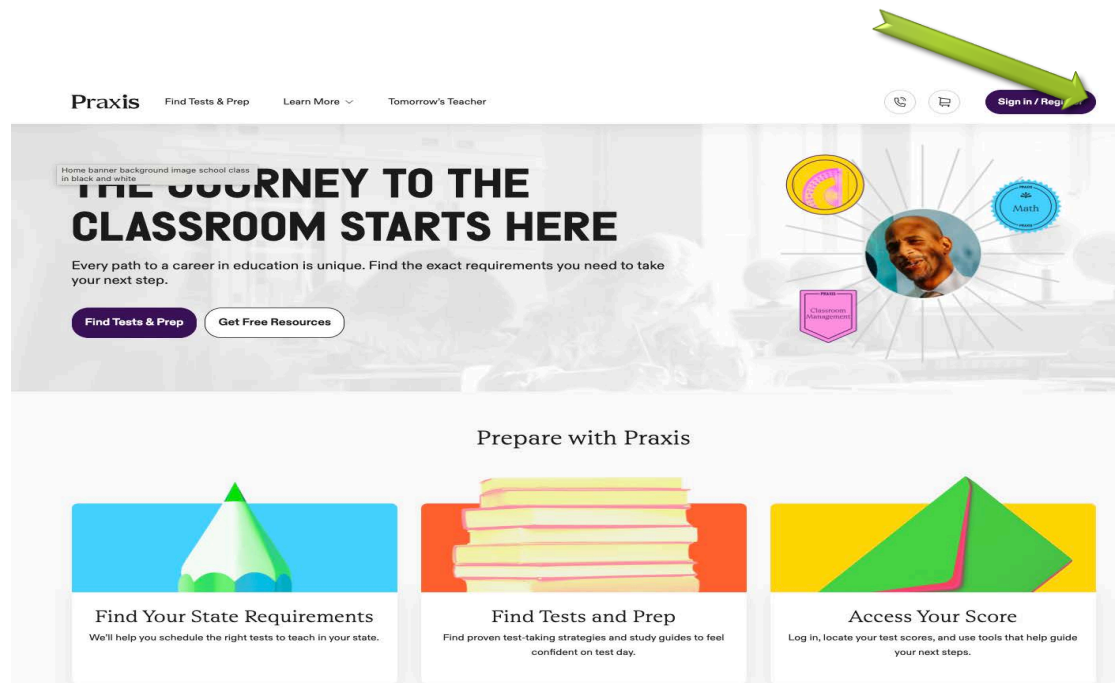 Praxis
Find Tests & Prep
Learn More
Tomorrow's Teacher
Sign in /
Home banner background image school class
in black and white
JOURNEY TO THE
CLASSROOM STARTS HERE
Every path to a career in education is unique. Find the exact requirements you need to take
your next step.
Find Tests & Prep
Get Free Resources
Math
PRAXIS
Classroom
Management
Prepare with Praxis
Find Your State Requirements
We'll help you schedule the right tests to teach in your state.
Find Tests and Prep
Find proven test-taking strategies and study guides to feel
confident on test day.
Access Your Score
Log in, locate your test scores, and use tools that help guide
your next steps.